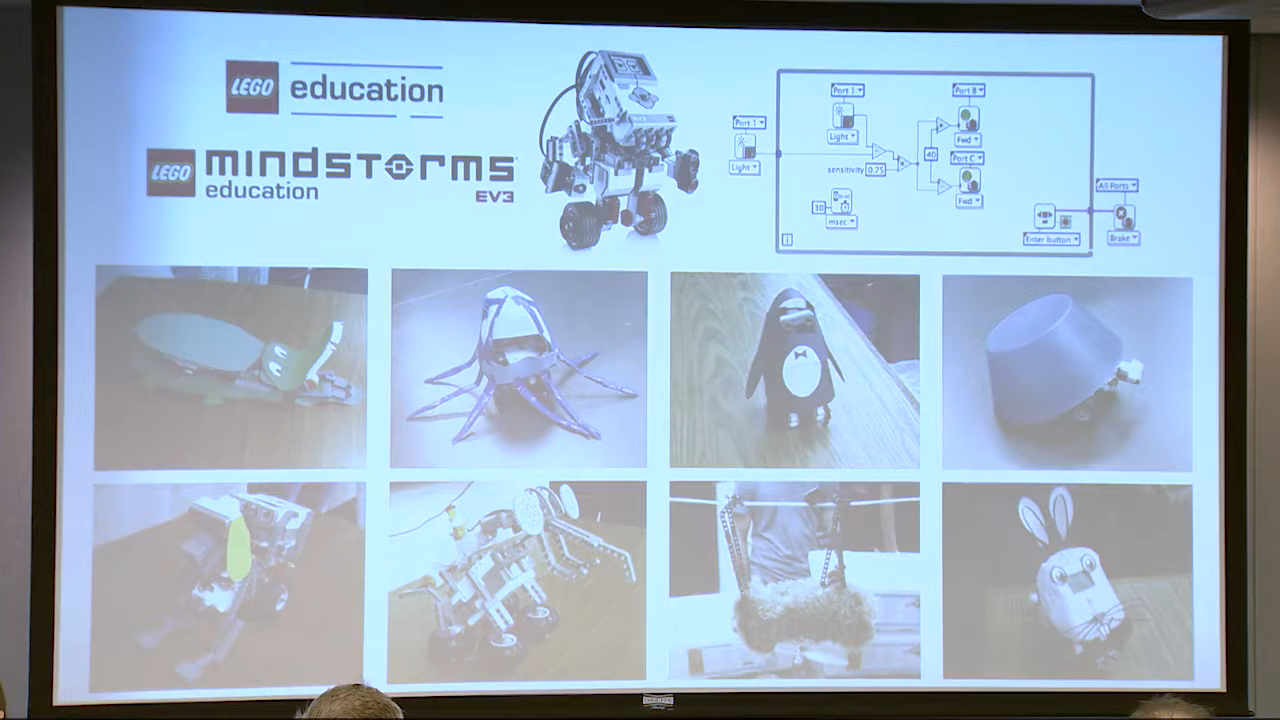 LEGO education
LEGO mindstorms
education
EV3
Port 1
Light
Port 1
Light
sensitivity 0.75
30
msec
40
Port B
Fwd
Port C
Fwd
Enter button
All Ports
Brake
i